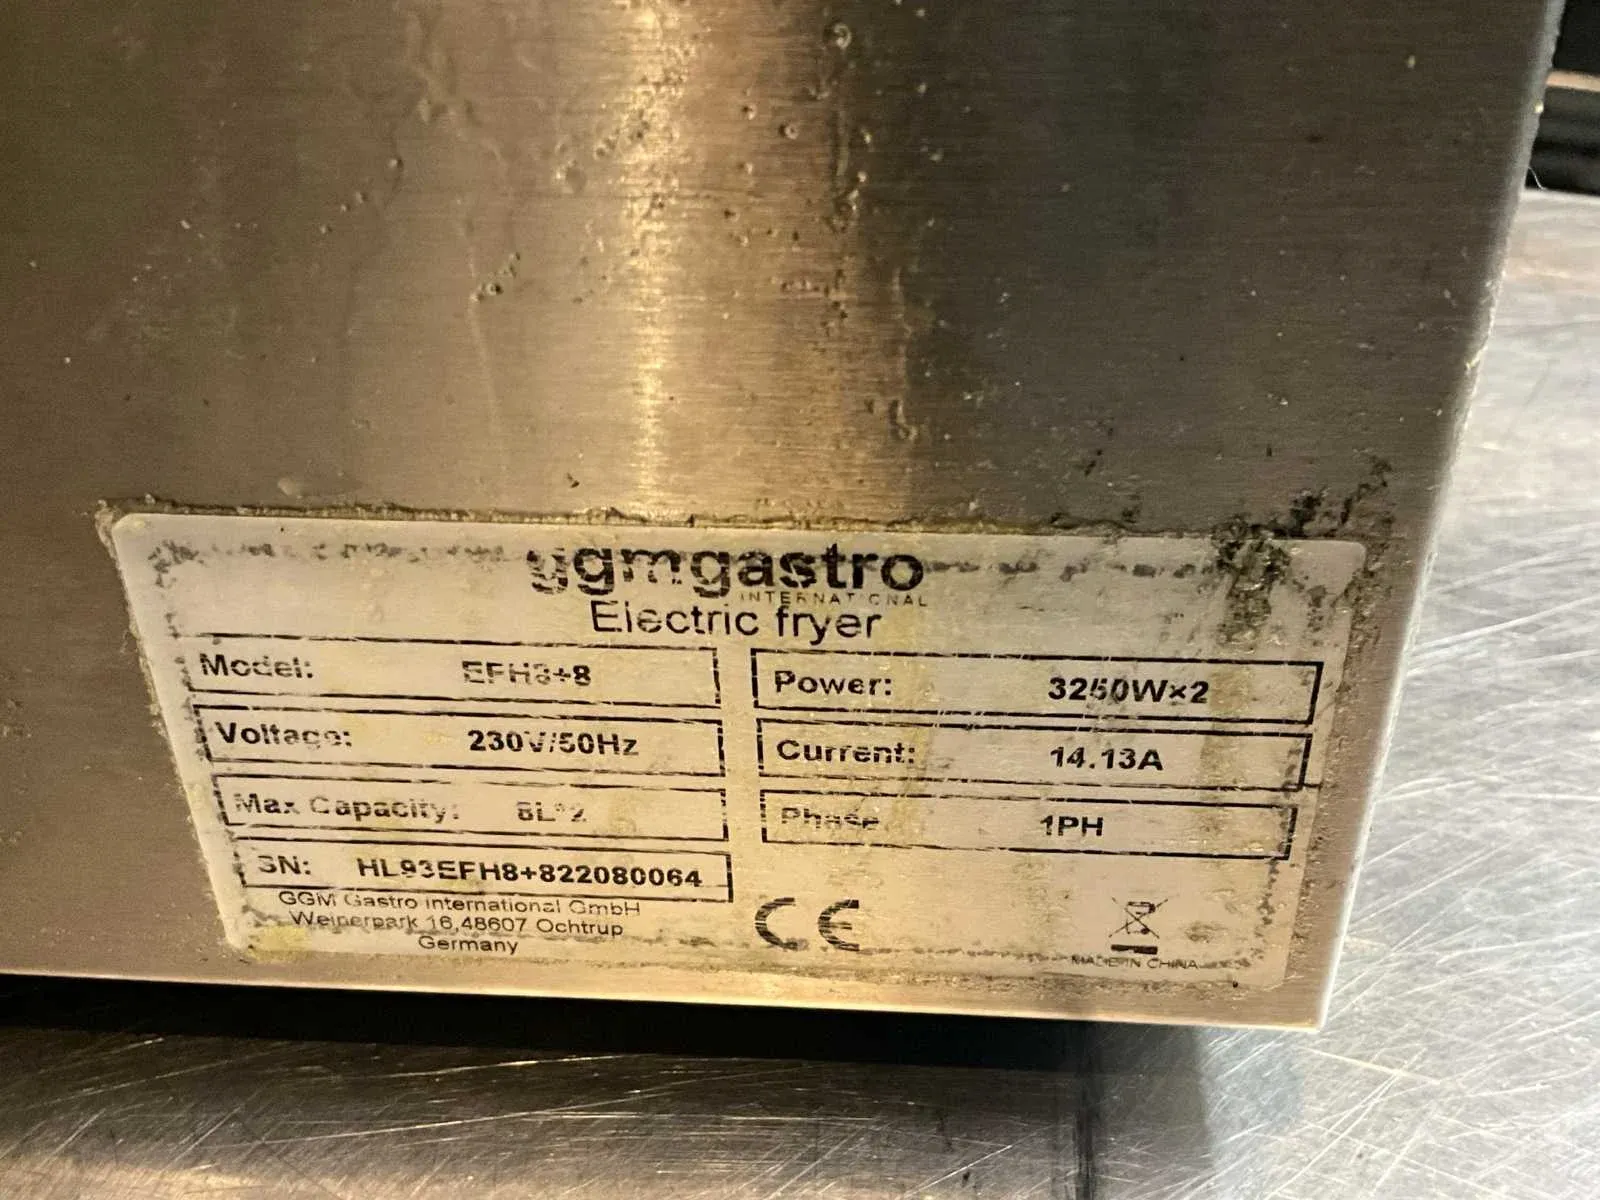 ggmgastro
INTERNATIONAL
Electric fryer
Model: EFH8+8
Power: 3250W×2
Voltage: 230V/50Hz
Current: 14.13A
Max Capacity: 8L*2
Phase: 1PH
SN: HL93EFH8+822080064
GGM Gastro International GmbH
Weinerpark 16,48607 Ochtrup
Germany
CE
MADE IN CHINA